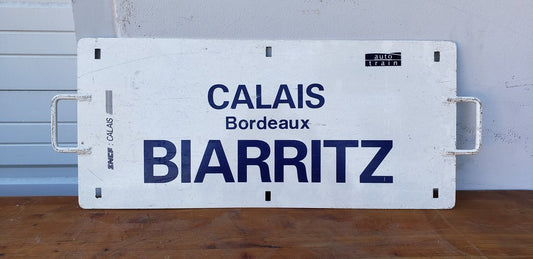 auto
train
CALAIS
Bordeaux
BIARRITZ
SNCF : CALAIS